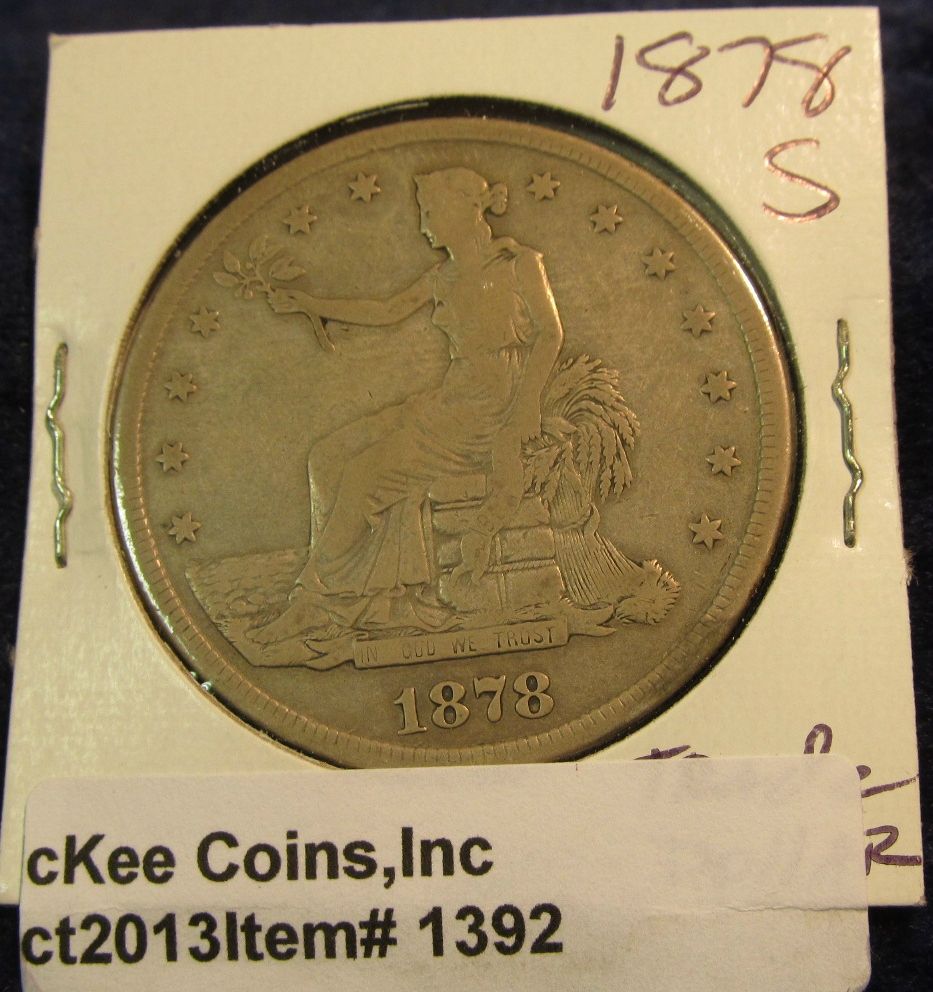 1878
S
IN GOD WE TRUST
1878
cKee Coins,Inc
ct2013Item# 1392